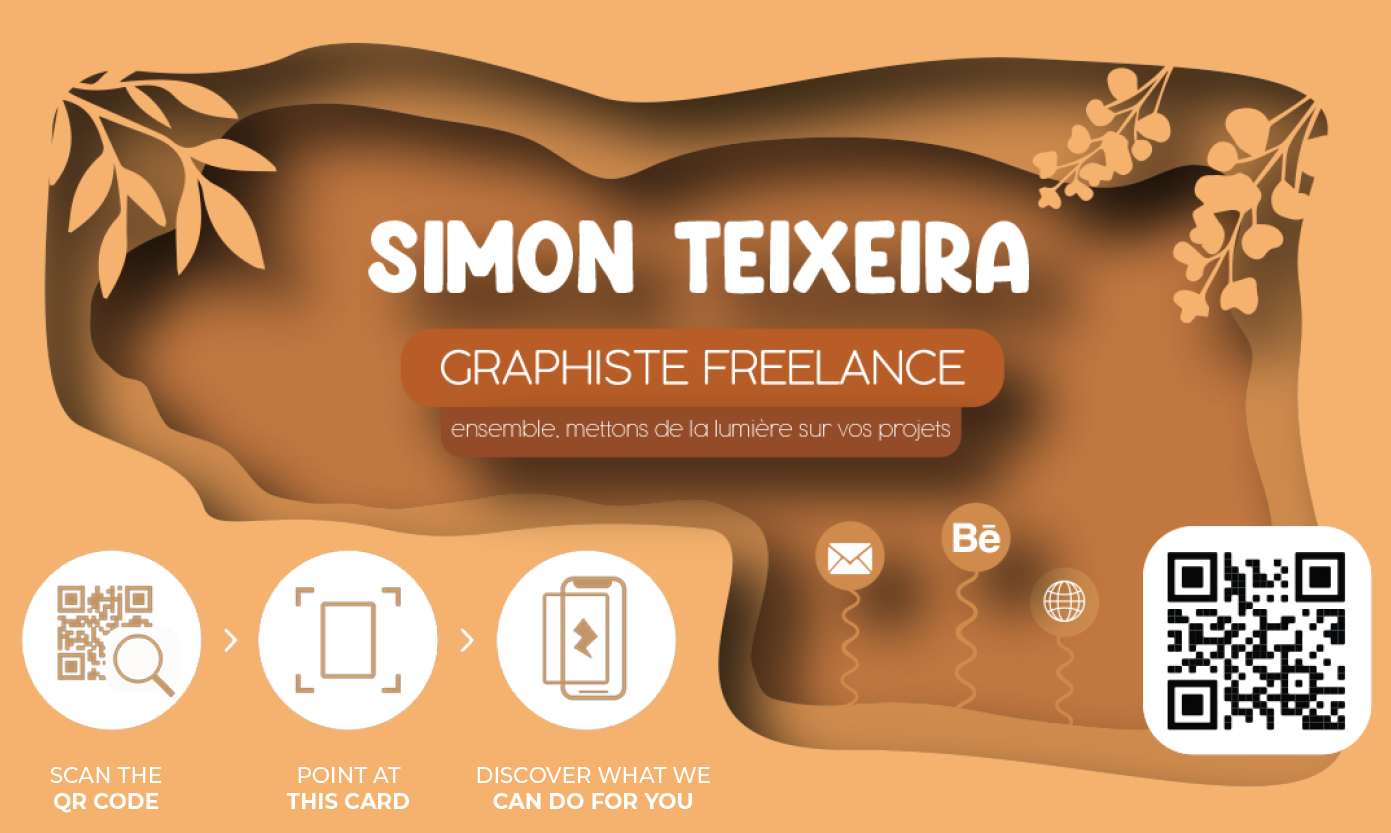 SIMON TEIXEIRA
GRAPHISTE FREELANCE
ensemble, mettons de la lumière sur vos projets
Bē
SCAN THE
QR CODE
POINT AT
THIS CARD
DISCOVER WHAT WE
CAN DO FOR YOU